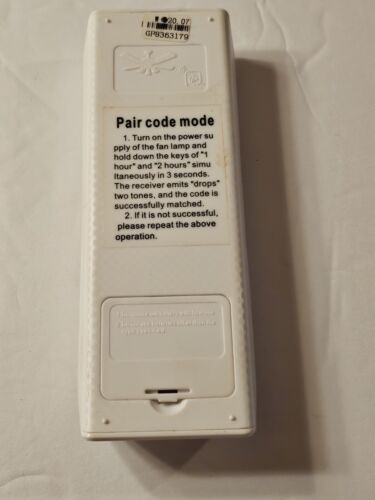 20, 07
GP8363179
Pair code mode
1. Turn on the power su
pply of the fan lamp and
hold down the keys of "1
hour" and "2 hours" simu
ltaneously in 3 seconds.
The receiver emits "drops"
two tones, and the code is
successfully matched.
2. If it is not successful,
please repeat the above
operation.